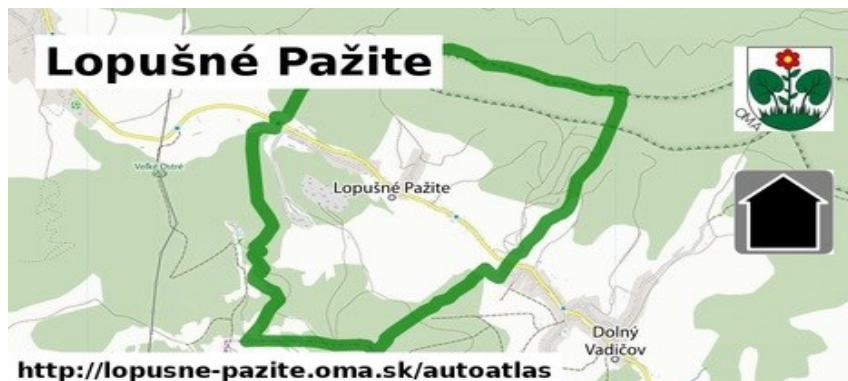 Lopušné Pažite
OMA
Veľké Ostré
Lopušné Pažite
Dolný
Vadičov
http://lopusne-pazite.oma.sk/autoatlas